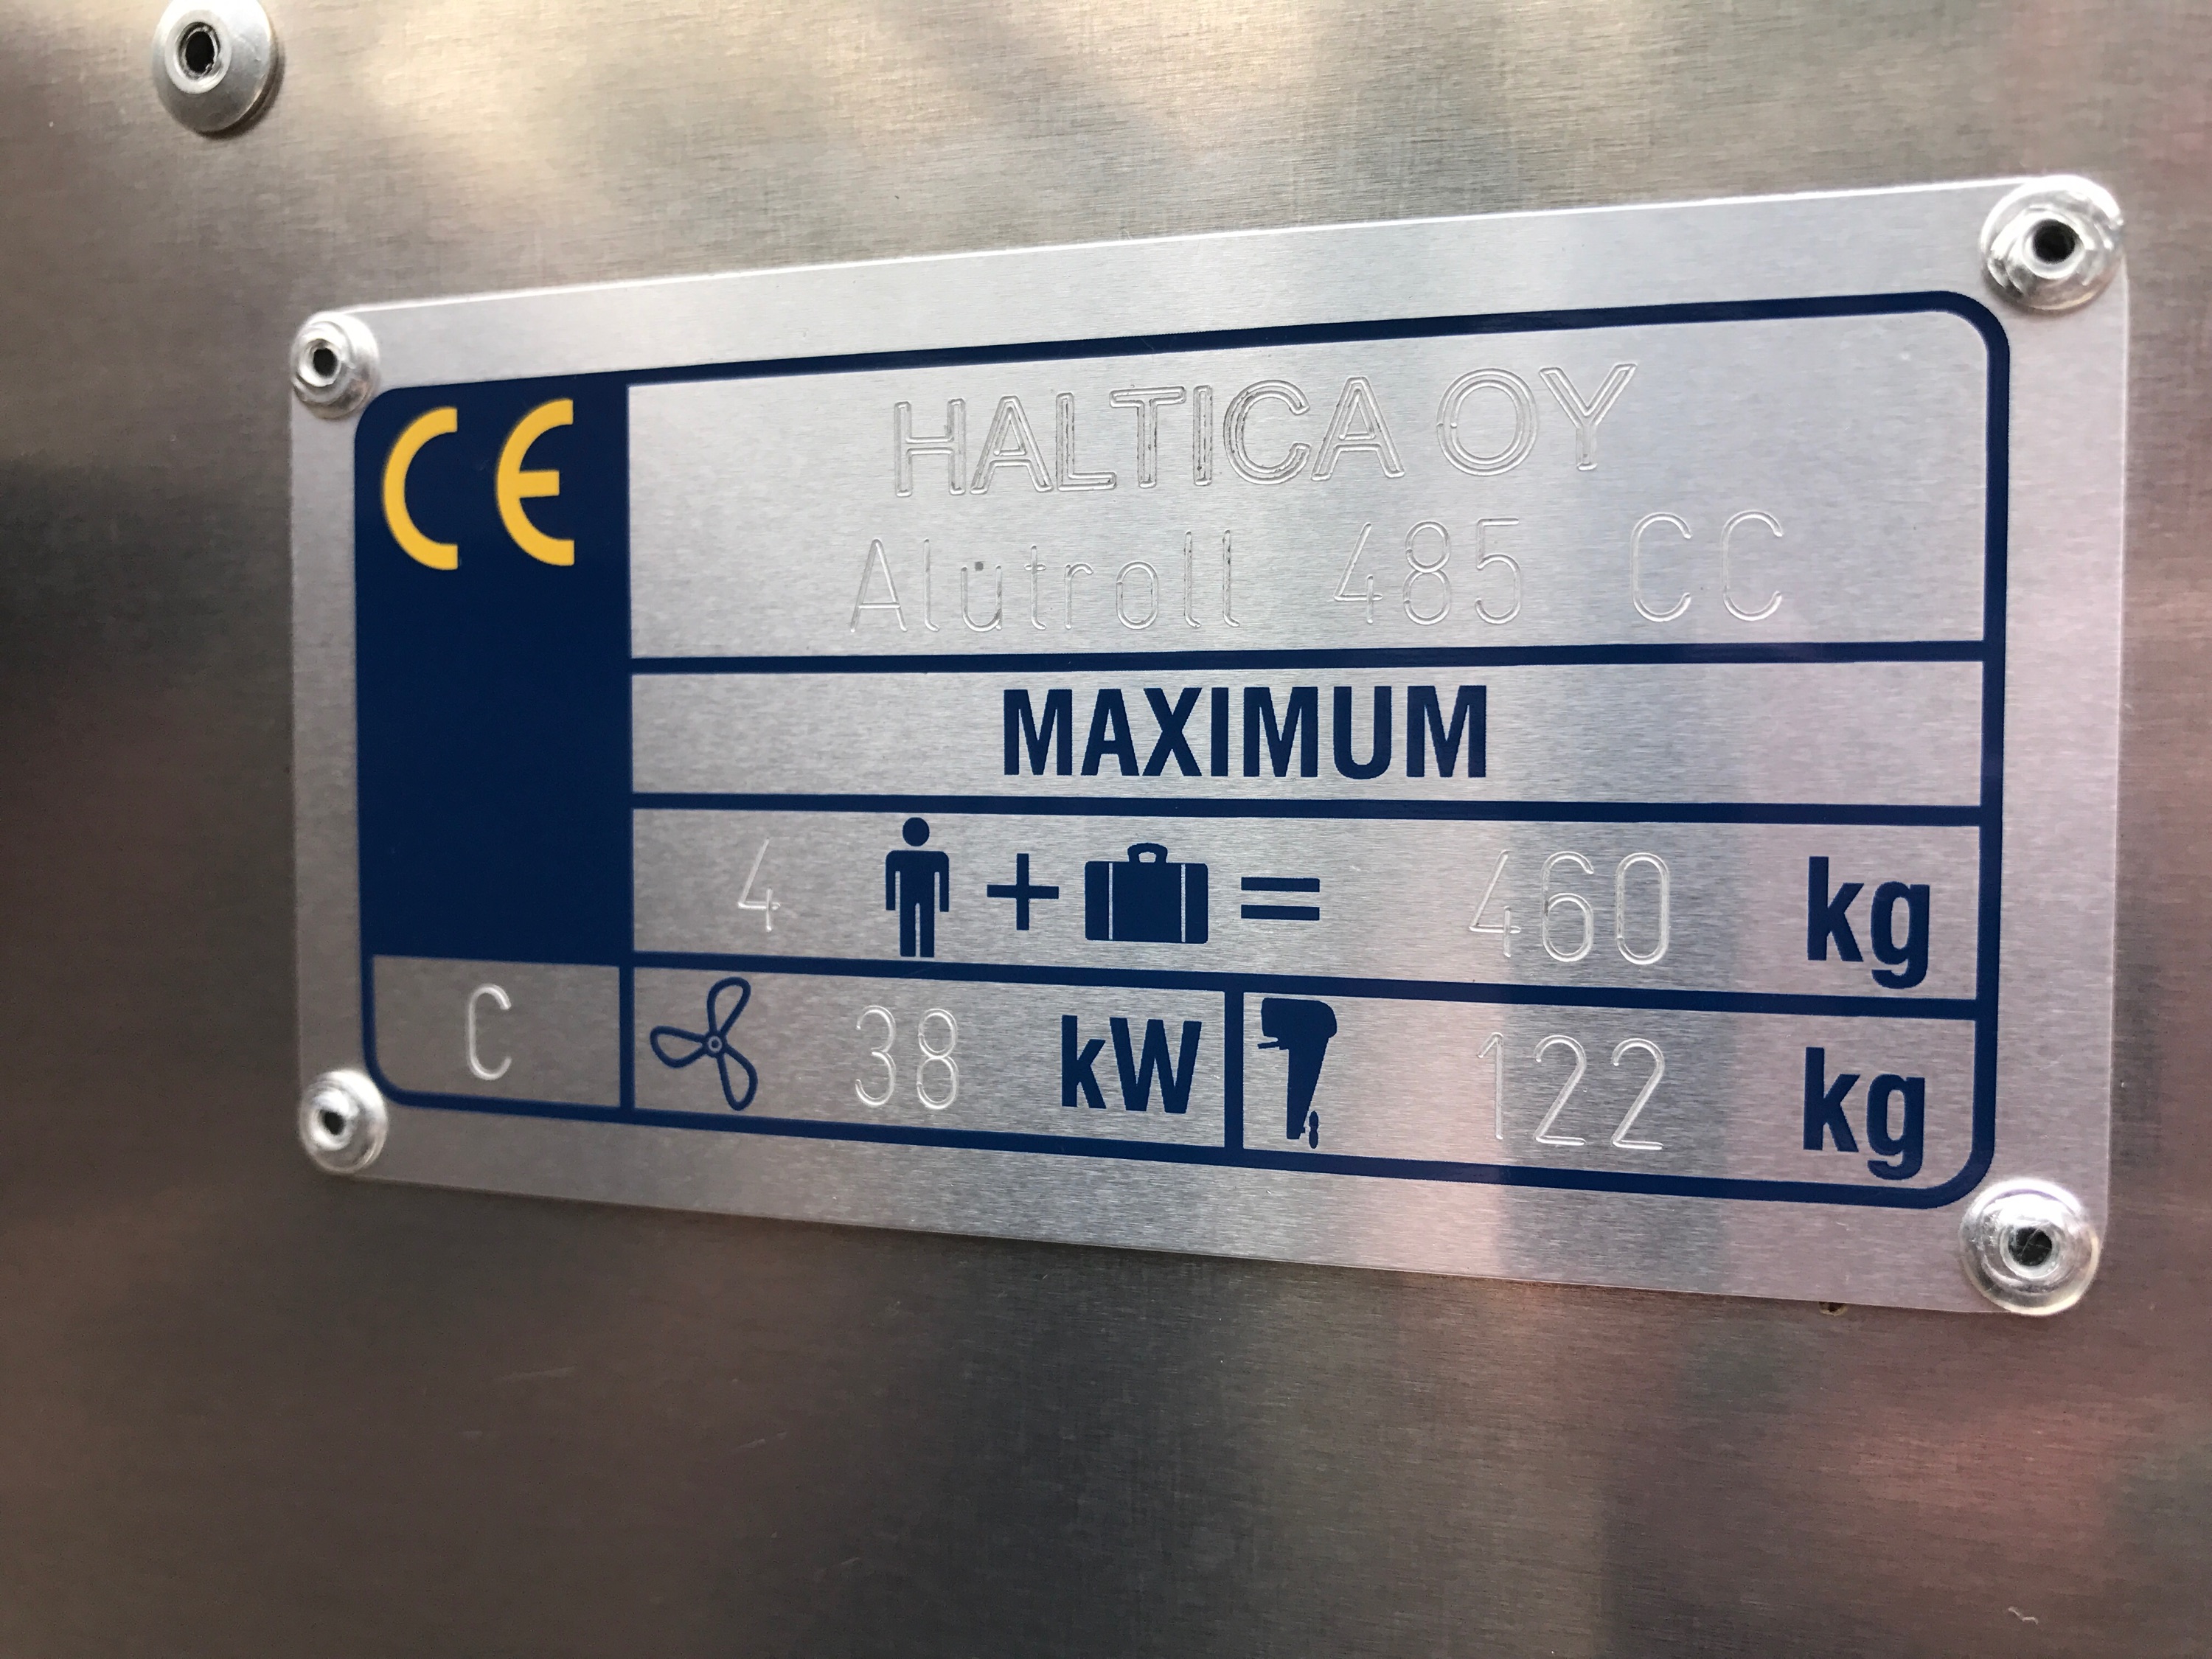 CE
HALTICA OY
Alutroll 485 CC
MAXIMUM
4 + = 460 kg
C 38 kW 122 kg